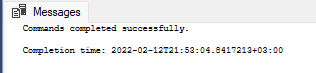 Messages
Commands completed successfully.
Completion time: 2022-02-12T21:53:04.8417213+03:00